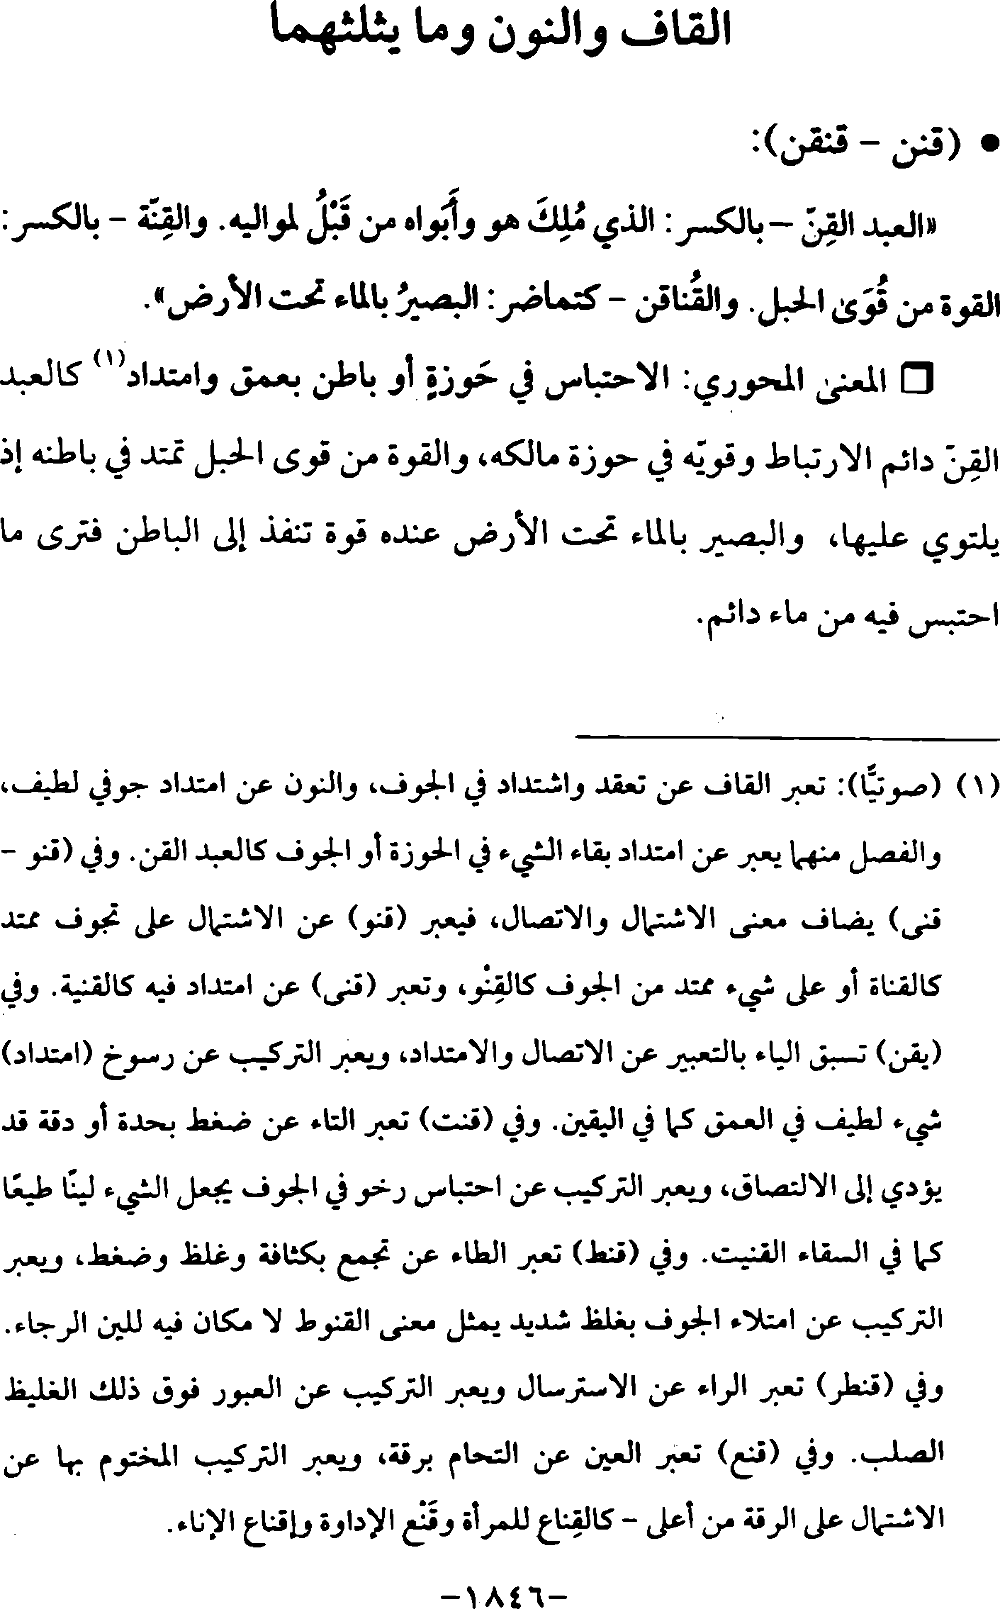 القاف والنون وما يثلثهما
• (قنن - قنقن):
«العبد القِنّ – بالكسر: الذي مُلِكَ هو وأَبَواه من قَبْلُ لمواليه. والقِنّة - بالكسر:
القوة من قُوَىٰ الحبل. والقُناقن - كتماضر: البصيرُ بالماء تحت الأرض».
□ المعنىٰ المحوري: الاحتباس في حَوزةٍ أو باطن بعمق وامتداد(١) كالعبد
القِنّ دائم الارتباط وقويّه في حوزة مالكه، والقوة من قوى الحبل تمتد في باطنه إذ
يلتوي عليها، والبصير بالماء تحت الأرض عنده قوة تنفذ إلى الباطن فترى ما
احتبس فيه من ماء دائم.
(١) (صوتيًّا): تعبر القاف عن تعقد واشتداد في الجوف، والنون عن امتداد جوفي لطيف،
والفصل منهما يعبر عن امتداد بقاء الشيء في الحوزة أو الجوف كالعبد القن. وفي (قنو -
قنى) يضاف معنى الاشتمال والاتصال، فيعبر (قنو) عن الاشتمال على تجوف ممتد
كالقناة أو على شيء ممتد من الجوف كالقِنْو، وتعبر (قنى) عن امتداد فيه كالقنية. وفي
(يقن) تسبق الياء بالتعبير عن الاتصال والامتداد، ويعبر التركيب عن رسوخ (امتداد)
شيء لطيف في العمق كما في اليقين. وفي (قنت) تعبر التاء عن ضغط بحدة أو دقة قد
يؤدي إلى الالتصاق، ويعبر التركيب عن احتباس رخو في الجوف يجعل الشيء لينًا طيعًا
كما في السقاء القنيت. وفي (قنط) تعبر الطاء عن تجمع بكثافة وغلظ وضغط، ويعبر
التركيب عن امتلاء الجوف بغلظ شديد يمثل معنى القنوط لا مكان فيه للين الرجاء.
وفي (قنطر) تعبر الراء عن الاسترسال ويعبر التركيب عن العبور فوق ذلك الغليظ
الصلب. وفي (قنع) تعبر العين عن التحام برقة، ويعبر التركيب المختوم بها عن
الاشتمال على الرقة من أعلى - كالقِناع للمرأة وقَنْع الإداوة وإقناع الإناء.
-١٨٤٦-